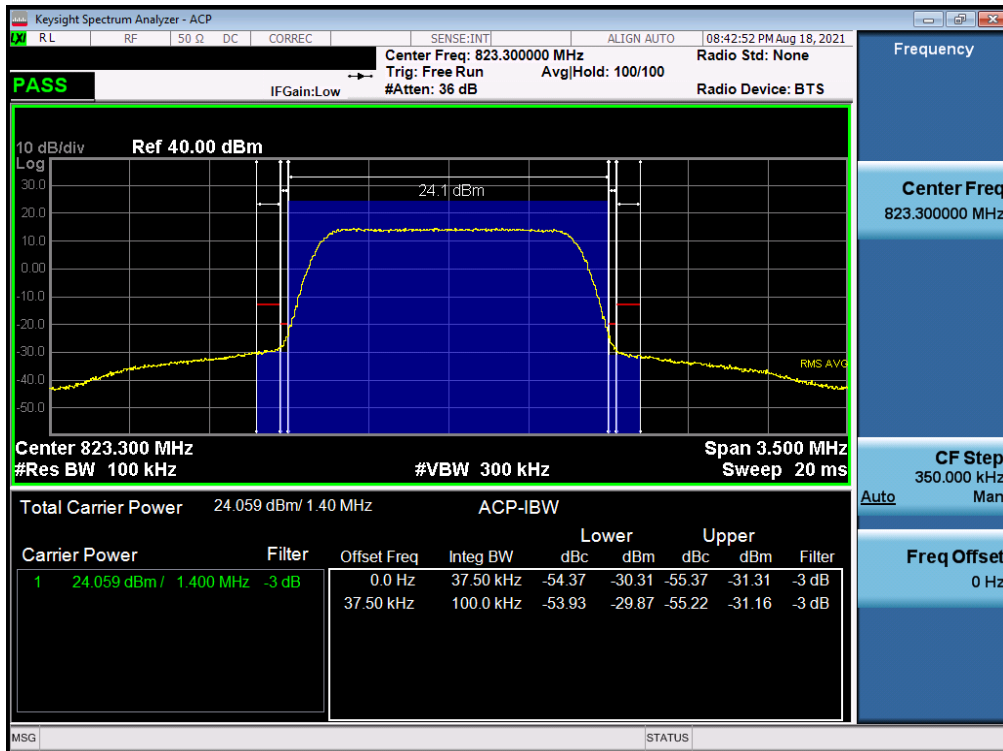 Keysight Spectrum Analyzer - ACP
LXI RL RF 50 Ω DC CORREC SENSE:INT ALIGN AUTO 08:42:52 PM Aug 18, 2021
Center Freq: 823.300000 MHz Radio Std: None
Trig: Free Run Avg|Hold: 100/100
PASS IFGain:Low #Atten: 36 dB Radio Device: BTS
10 dB/div Ref 40.00 dBm
Log
30.0
20.0
10.0
0.00
-10.0
-20.0
-30.0
-40.0
-50.0
24.1 dBm
RMS AVG
Center 823.300 MHz Span 3.500 MHz
#Res BW 100 kHz #VBW 300 kHz Sweep 20 ms
Total Carrier Power 24.059 dBm/ 1.40 MHz ACP-IBW
Lower Upper
Carrier Power Filter Offset Freq Integ BW dBc dBm dBc dBm Filter
1 24.059 dBm / 1.400 MHz -3 dB 0.0 Hz 37.50 kHz -54.37 -30.31 -55.37 -31.31 -3 dB
37.50 kHz 100.0 kHz -53.93 -29.87 -55.22 -31.16 -3 dB
MSG STATUS
Frequency
Center Freq
823.300000 MHz
CF Step
350.000 kHz
Auto Man
Freq Offset
0 Hz